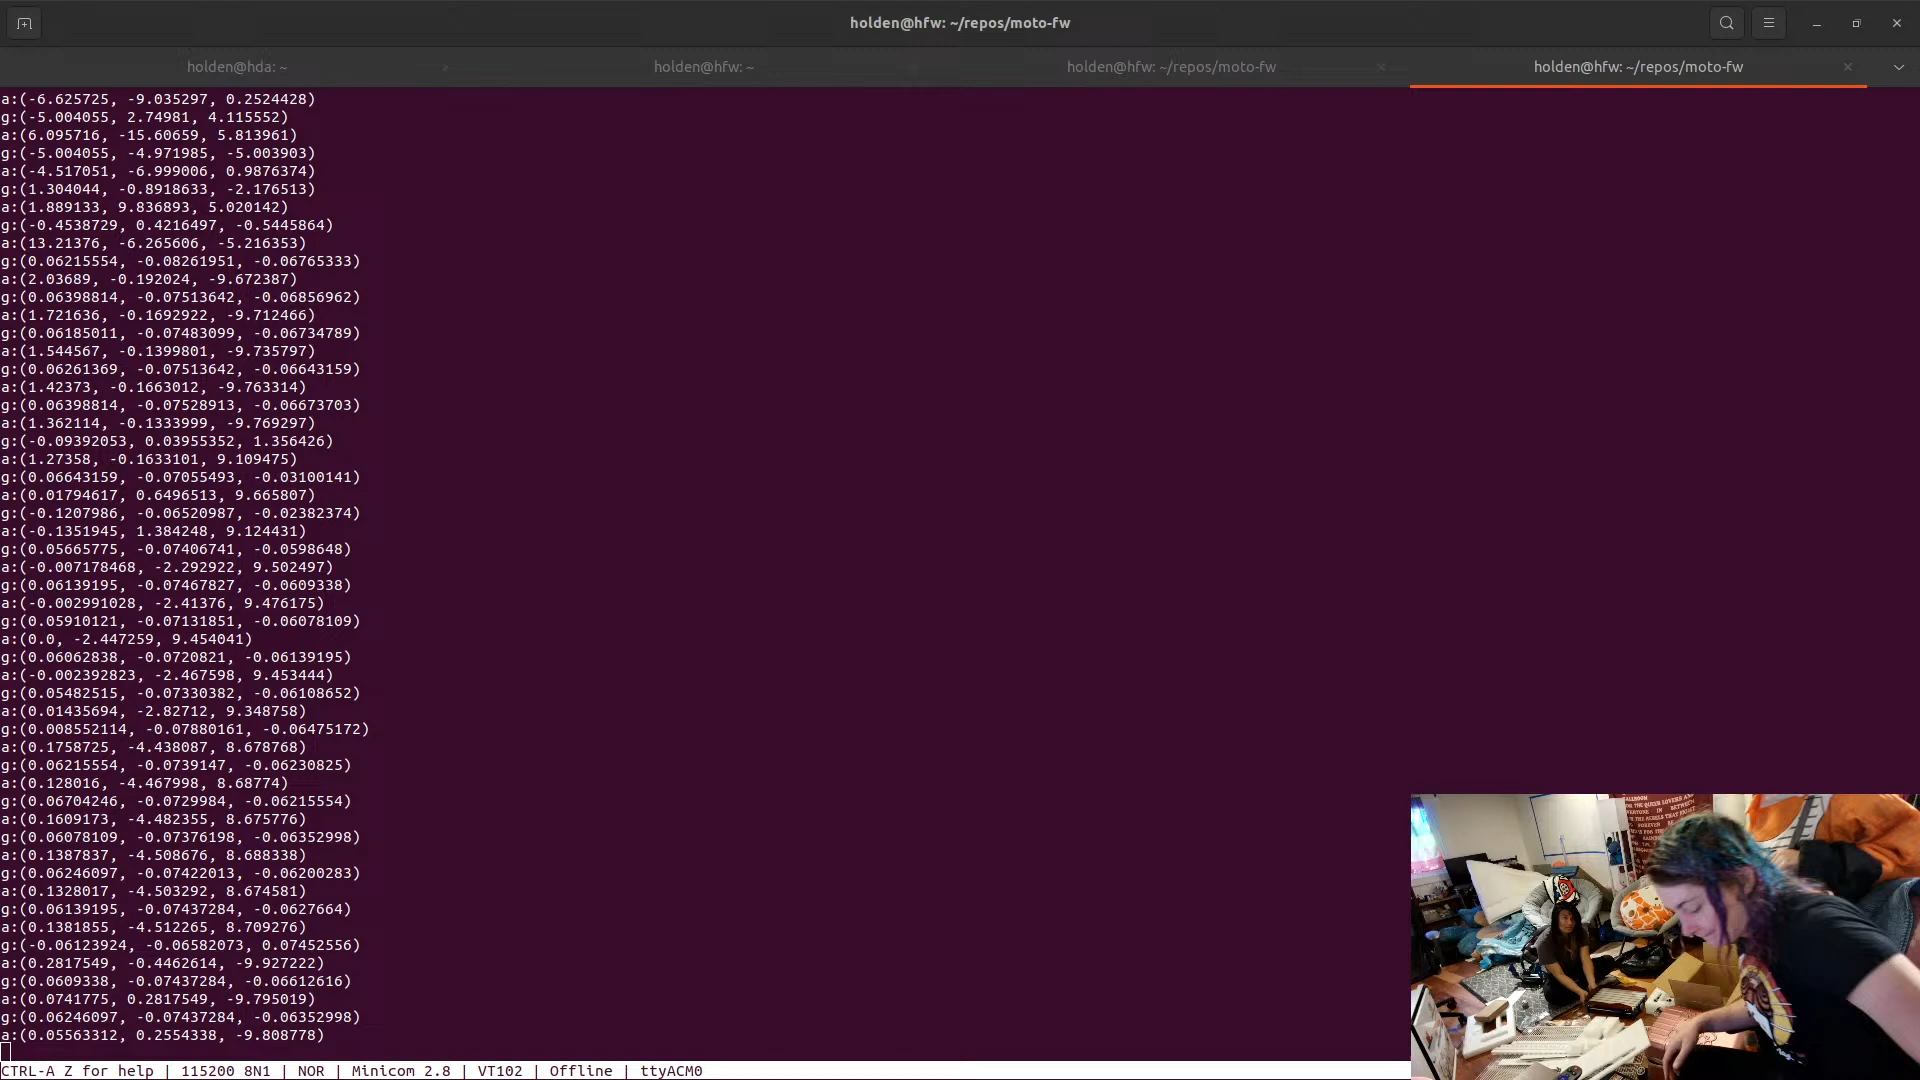 holden@hfw: ~/repos/moto-fw
holden@hda: ~
holden@hfw: ~
holden@hfw: ~/repos/moto-fw
holden@hfw: ~/repos/moto-fw
a:(-6.625725, -9.035297, 0.2524428)
g:(-5.004055, 2.74981, 4.115552)
a:(6.095716, -15.60659, 5.813961)
g:(-5.004055, -4.971985, -5.003903)
a:(-4.517051, -6.999006, 0.9876374)
g:(1.304044, -0.8918633, -2.176513)
a:(1.889133, 9.836893, 5.020142)
g:(-0.4538729, 0.4216497, -0.5445864)
a:(13.21376, -6.265606, -5.216353)
g:(0.06215554, -0.08261951, -0.06765333)
a:(2.03689, -0.192024, -9.672387)
g:(0.06398814, -0.07513642, -0.06856962)
a:(1.721636, -0.1692922, -9.712466)
g:(0.06185011, -0.07483099, -0.06734789)
a:(1.544567, -0.1399801, -9.735797)
g:(0.06261369, -0.07513642, -0.06643159)
a:(1.42373, -0.1663012, -9.763314)
g:(0.06398814, -0.07528913, -0.06673703)
a:(1.362114, -0.1333999, -9.769297)
g:(-0.09392053, 0.03955352, 1.356426)
a:(1.27358, -0.1633101, 9.109475)
g:(0.06643159, -0.07055493, -0.03100141)
a:(0.01794617, 0.6496513, 9.665807)
g:(-0.1207986, -0.06520987, -0.02382374)
a:(-0.1351945, 1.384248, 9.124431)
g:(0.05665775, -0.07406741, -0.0598648)
a:(-0.007178468, -2.292922, 9.502497)
g:(0.06139195, -0.07467827, -0.0609338)
a:(-0.002991028, -2.41376, 9.476175)
g:(0.05910121, -0.07131851, -0.06078109)
a:(0.0, -2.447259, 9.454041)
g:(0.06062838, -0.0720821, -0.06139195)
a:(-0.002392823, -2.467598, 9.453444)
g:(0.05482515, -0.07330382, -0.06108652)
a:(0.01435694, -2.82712, 9.348758)
g:(0.008552114, -0.07880161, -0.06475172)
a:(0.1758725, -4.438087, 8.678768)
g:(0.06215554, -0.0739147, -0.06230825)
a:(0.128016, -4.467998, 8.68774)
g:(0.06704246, -0.0729984, -0.06215554)
a:(0.1609173, -4.482355, 8.675776)
g:(0.06078109, -0.07376198, -0.06352998)
a:(0.1387837, -4.508676, 8.688338)
g:(0.06246097, -0.07422013, -0.06200283)
a:(0.1328017, -4.503292, 8.674581)
g:(0.06139195, -0.07437284, -0.0627664)
a:(0.1381855, -4.512265, 8.709276)
g:(-0.06123924, -0.06582073, 0.07452556)
a:(0.2817549, -0.4462614, -9.927222)
g:(0.0609338, -0.07437284, -0.06612616)
a:(0.0741775, 0.2817549, -9.795019)
g:(0.06246097, -0.07437284, -0.06352998)
a:(0.05563312, 0.2554338, -9.808778)
CTRL-A Z for help | 115200 8N1 | NOR | Minicom 2.8 | VT102 | Offline | ttyACM0